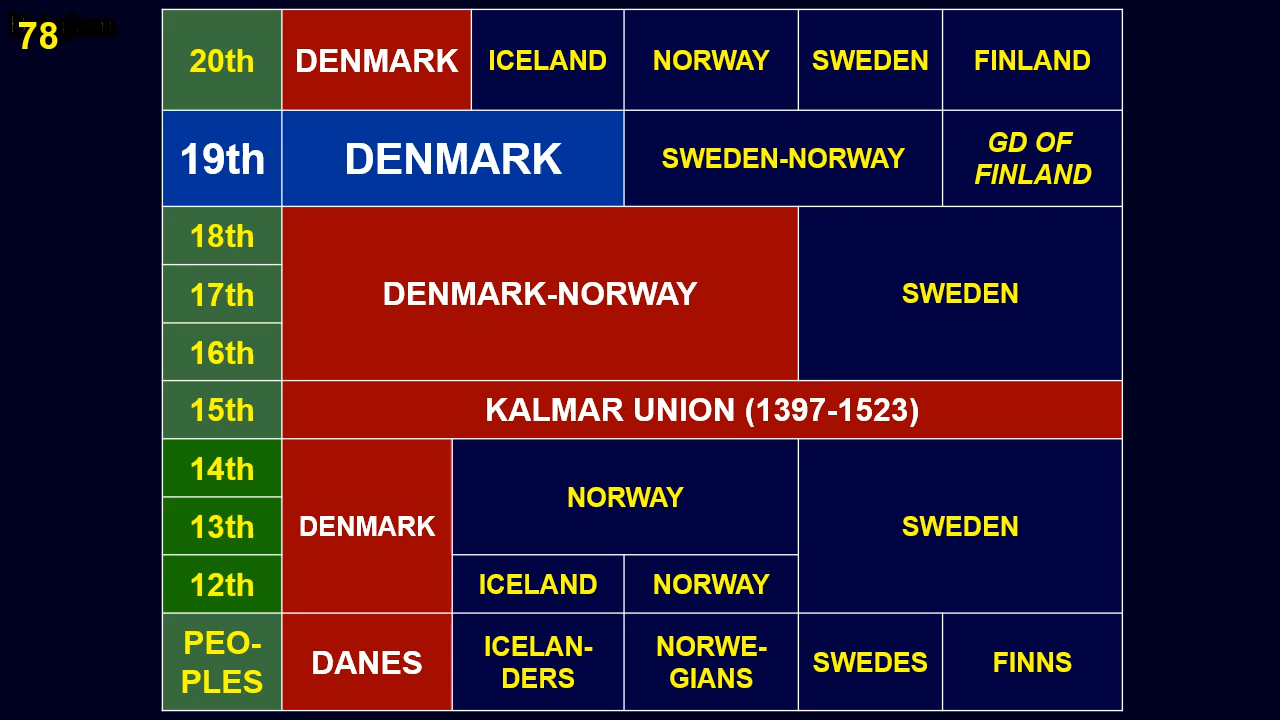 78
20th DENMARK ICELAND NORWAY SWEDEN FINLAND
19th DENMARK SWEDEN-NORWAY GD OF
FINLAND
18th
17th DENMARK-NORWAY SWEDEN
16th
15th KALMAR UNION (1397-1523)
14th
NORWAY
13th DENMARK SWEDEN
12th ICELAND NORWAY
PEO-
PLES
DANES
ICELAN-
DERS
NORWE-
GIANS
SWEDES
FINNS